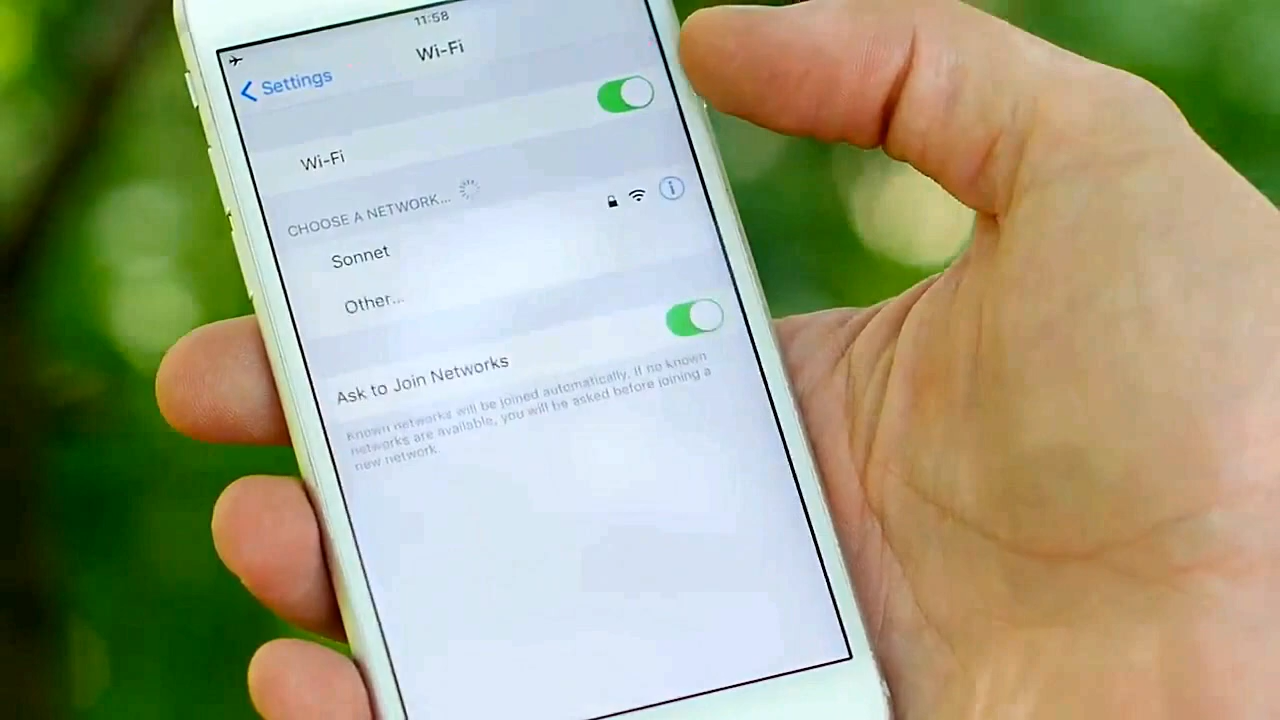 11:58
Settings
Wi-Fi
Wi-Fi
CHOOSE A NETWORK...
Sonnet
Other...
Ask to Join Networks
Known networks will be joined automatically. If no known
networks are available, you will be asked before joining a
new network.